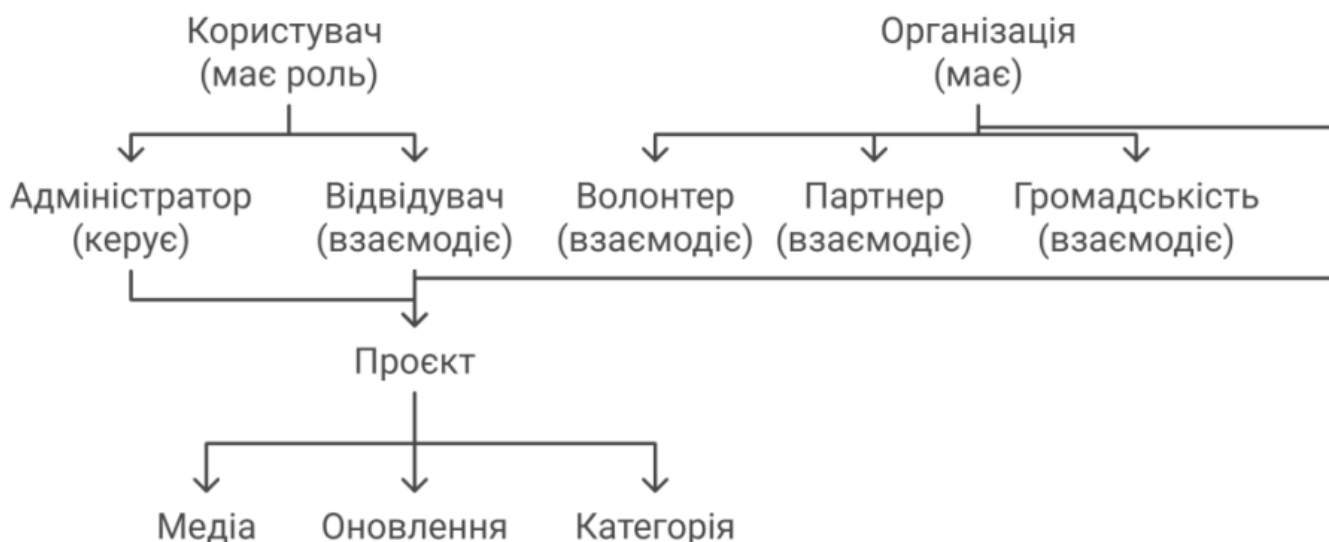 Користувач
(має роль)
Організація
(має)
Адміністратор
(керує)
Відвідувач
(взаємодіє)
Волонтер
(взаємодіє)
Партнер
(взаємодіє)
Громадськість
(взаємодіє)
Проєкт
Медіа
Оновлення
Категорія